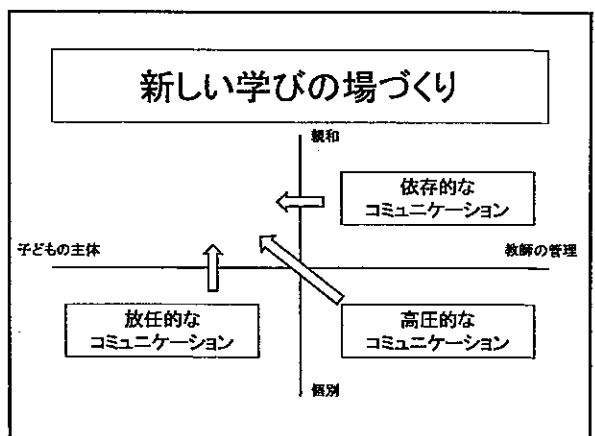 新しい学びの場づくり
親和
依存的な
コミュニケーション
子どもの主体
教師の管理
放任的な
コミュニケーション
高圧的な
コミュニケーション
個別